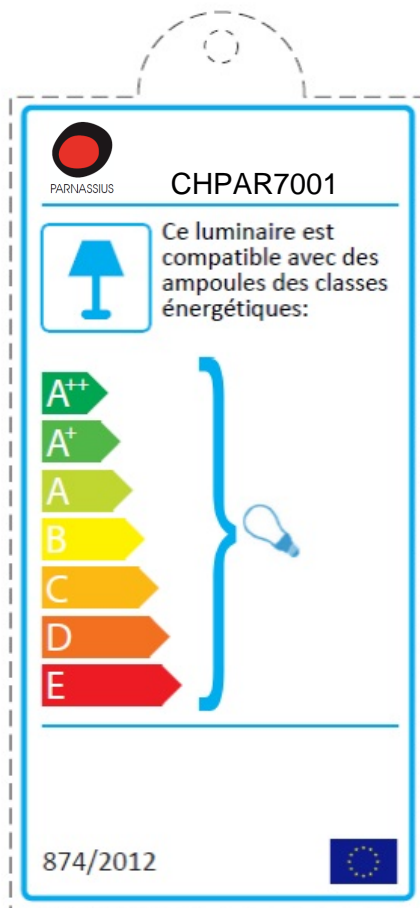 PARNASSIUS
CHPAR7001
Ce luminaire est
compatible avec des
ampoules des classes
énergétiques:
A++
A+
A
B
C
D
E
874/2012